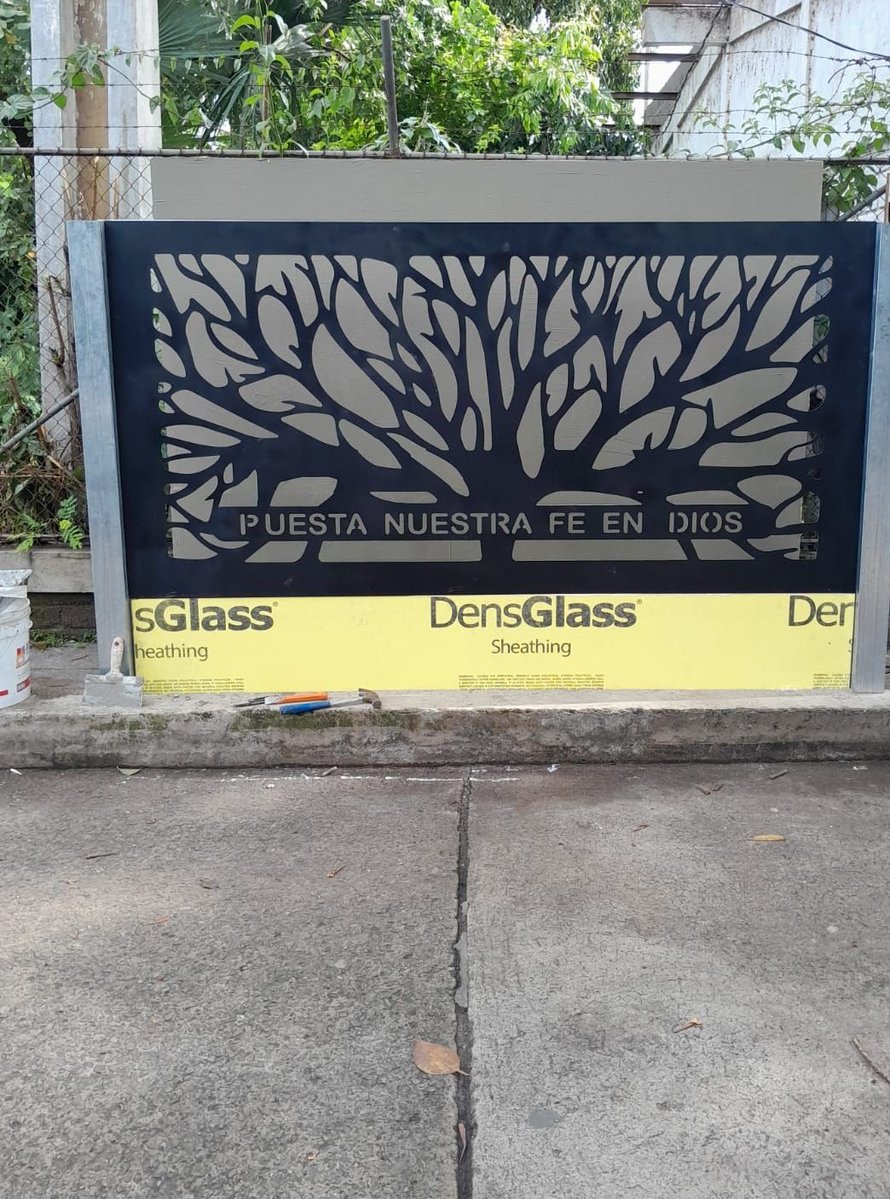 PUESTA NUESTRA FE EN DIOS
sGlass® DensGlass® Den
heathing Sheathing